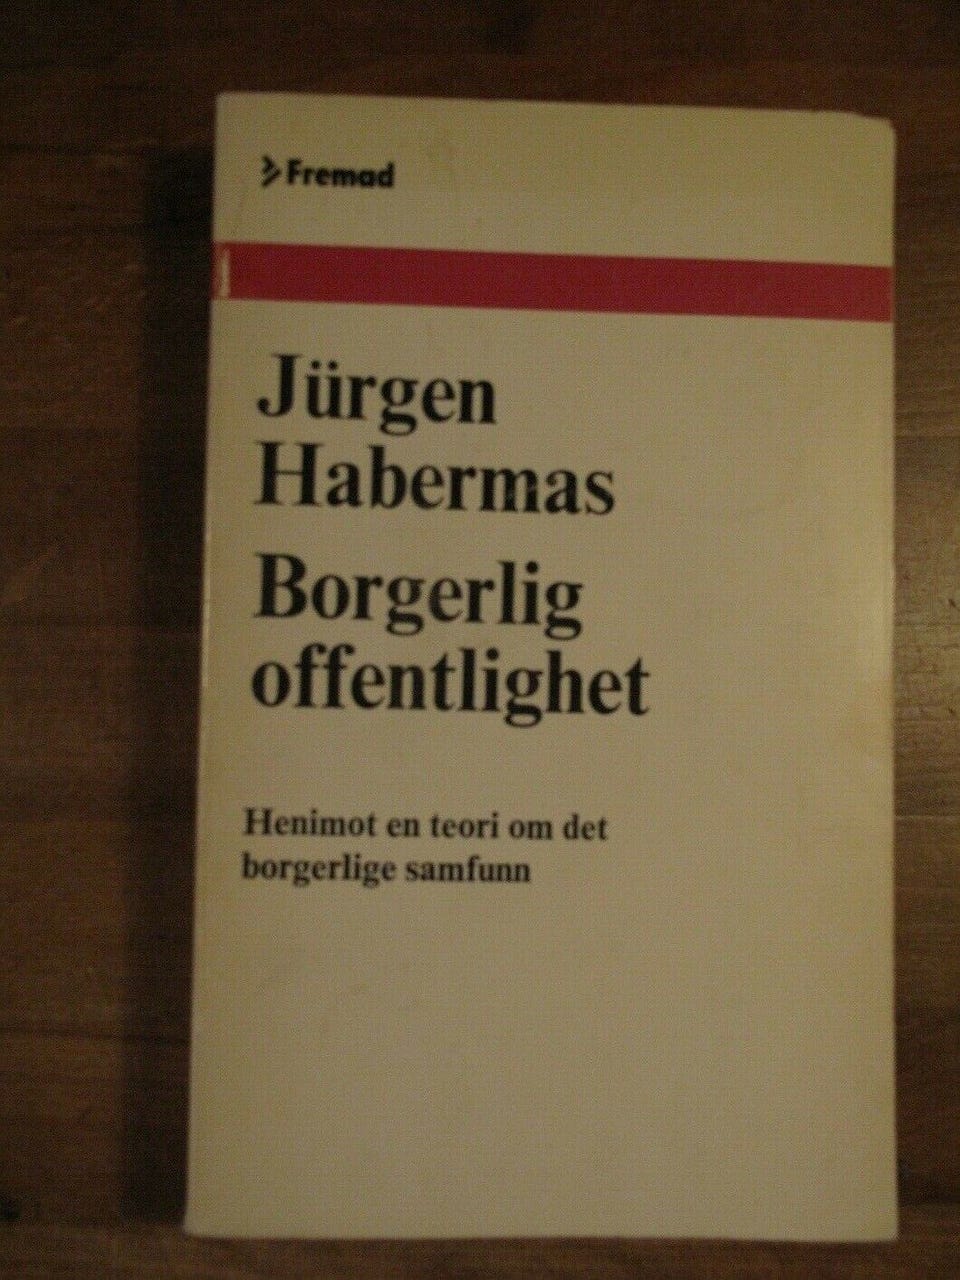 Fremad
Jürgen
Habermas
Borgerlig
offentlighet
Henimot en teori om det
borgerlige samfunn